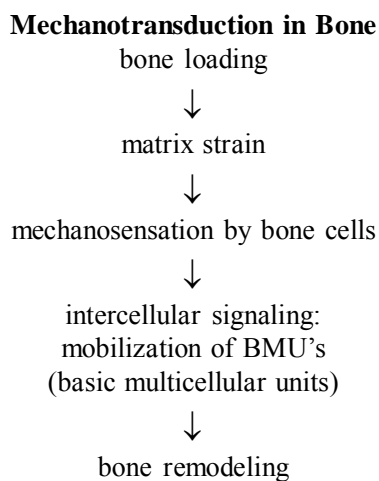 Mechanotransduction in Bone
bone loading
↓
matrix strain
↓
mechanosensation by bone cells
↓
intercellular signaling:
mobilization of BMU's
(basic multicellular units)
↓
bone remodeling